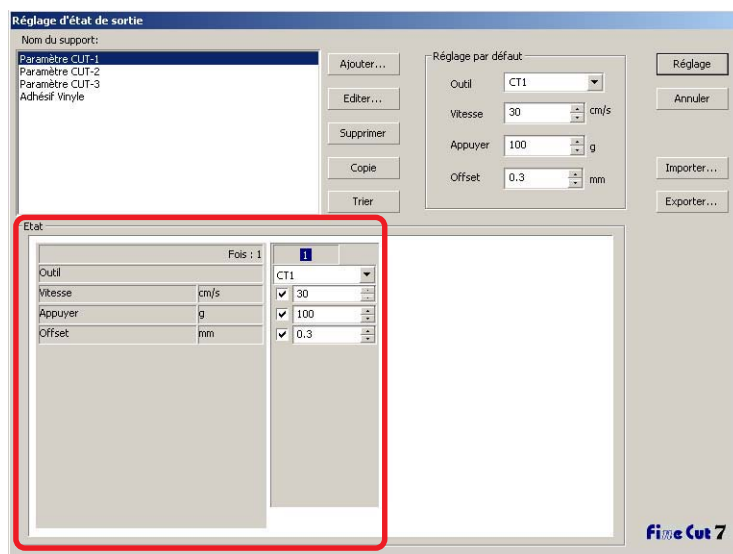 Réglage d'état de sortie
Nom du support:
Paramètre CUT-1
Paramètre CUT-2
Paramètre CUT-3
Adhésif Vinyle
Ajouter...
Editer...
Supprimer
Copie
Trier
Réglage par défaut
Outil CT1
Vitesse 30 cm/s
Appuyer 100 g
Offset 0.3 mm
Réglage
Annuler
Importer...
Exporter...
Etat
Fois : 1 1
Outil CT1
Vitesse cm/s 30
Appuyer g 100
Offset mm 0.3
Fine Cut 7